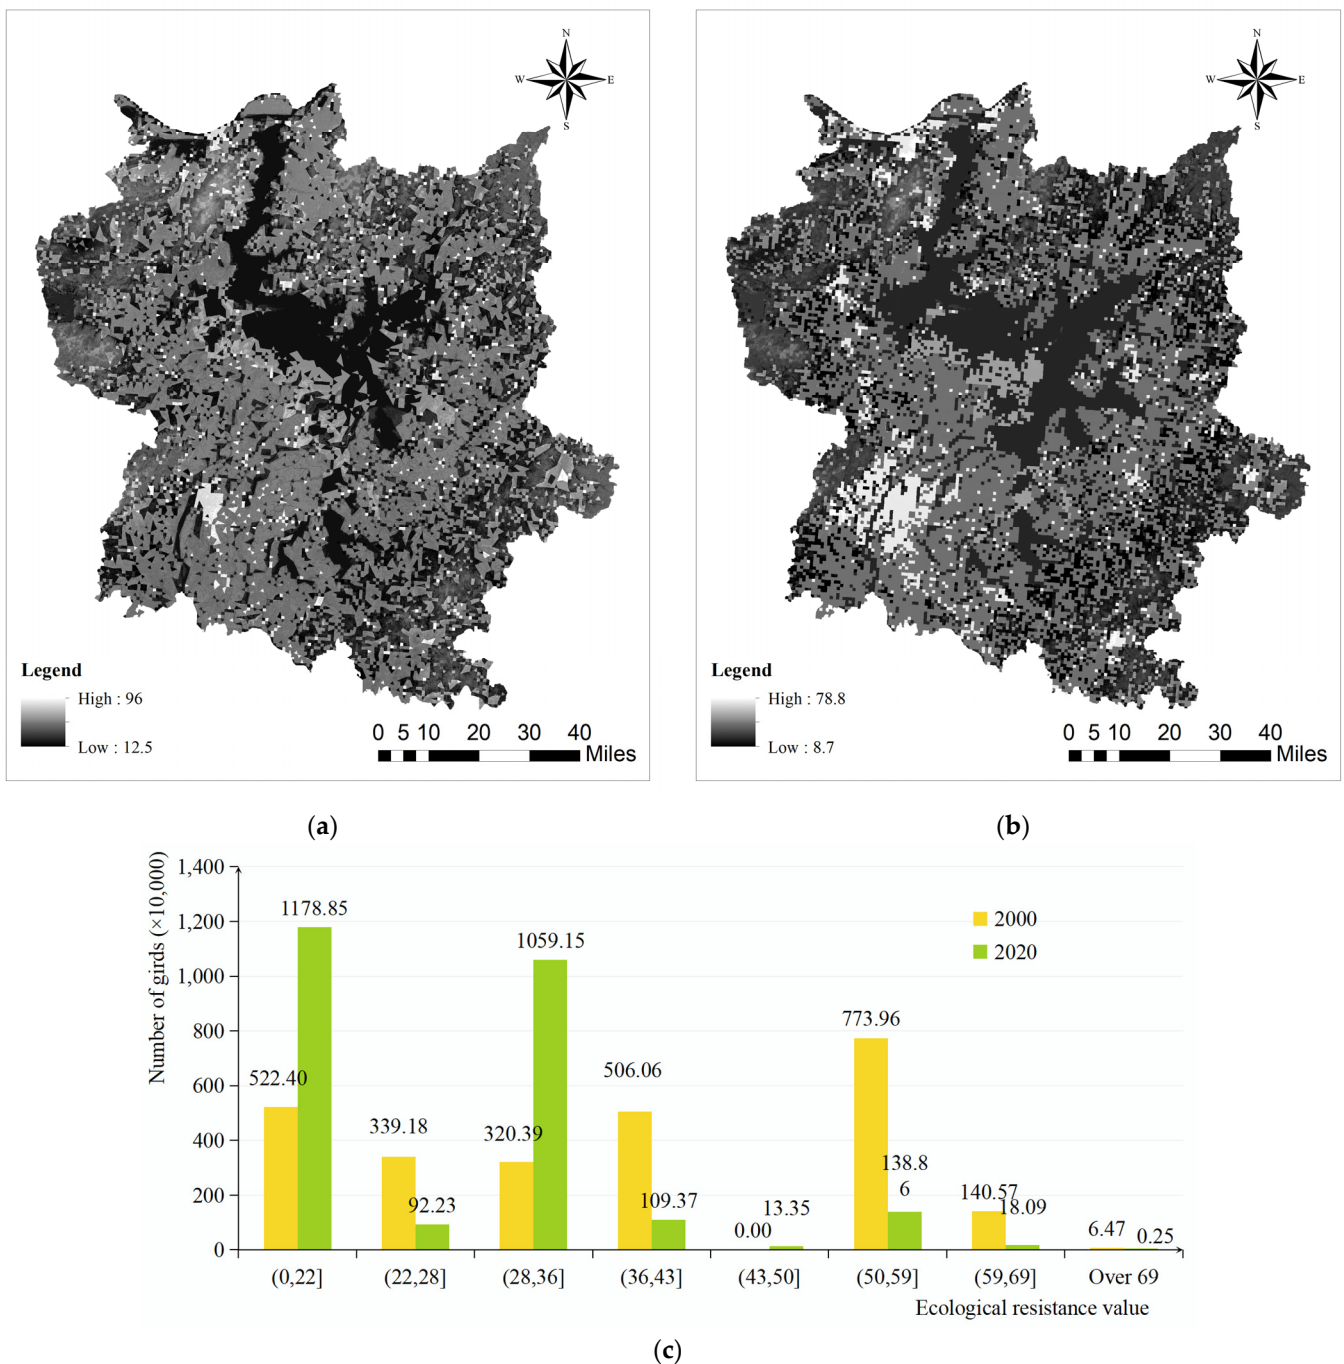 N
W E
S
Legend
High : 96
Low : 12.5
0 5 10 20 30 40
Miles
(a)
N
W E
S
Legend
High : 78.8
Low : 8.7
0 5 10 20 30 40
Miles
(b)
Number of girds (×10,000)
1,400
1,200
1,000
800
600
400
200
0
2000
2020
522.40
1178.85
339.18
92.23
320.39
1059.15
506.06
109.37
0.00
13.35
773.96
138.8
6
140.57
18.09
6.47
0.25
(0,22] (22,28] (28,36] (36,43] (43,50] (50,59] (59,69] Over 69
Ecological resistance value
(c)